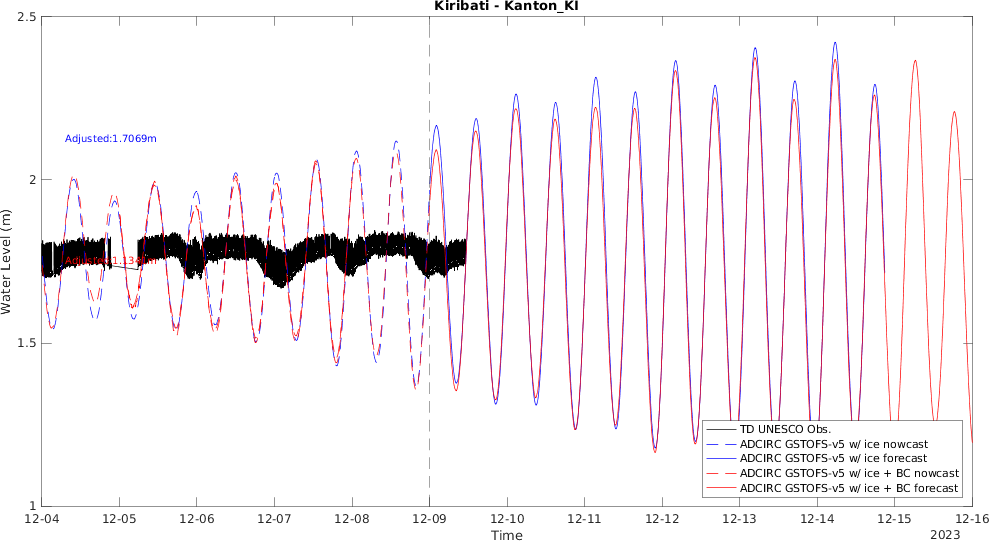 Kiribati - Kanton_KI
2.5
2
1.5
1
Water Level (m)
Adjusted:1.7069m
TD UNESCO Obs.
ADCIRC GSTOFS-v5 w/ ice nowcast
ADCIRC GSTOFS-v5 w/ ice forecast
ADCIRC GSTOFS-v5 w/ ice + BC nowcast
ADCIRC GSTOFS-v5 w/ ice + BC forecast
12-04 12-05 12-06 12-07 12-08 12-09 12-10 12-11 12-12 12-13 12-14 12-15 12-16
Time
2023